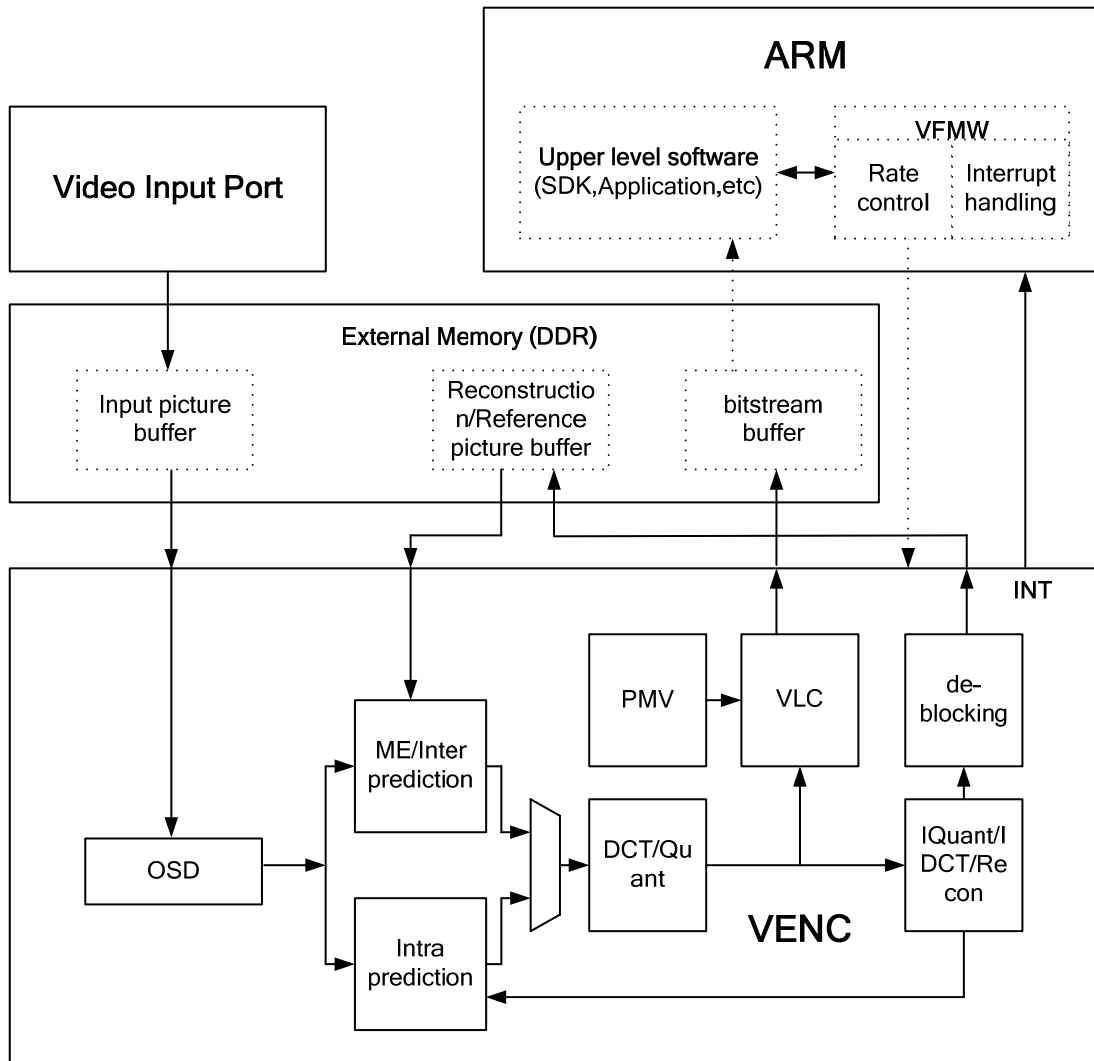 ARM
VFMW
Upper level software
(SDK,Application,etc)
Rate
control
Interrupt
handling
Video Input Port
External Memory (DDR)
Input picture
buffer
Reconstructio
n/Reference
picture buffer
bitstream
buffer
INT
PMV
VLC
de-
blocking
ME/Inter
prediction
OSD
DCT/Qu
ant
IQuant/I
DCT/Re
con
Intra
prediction
VENC